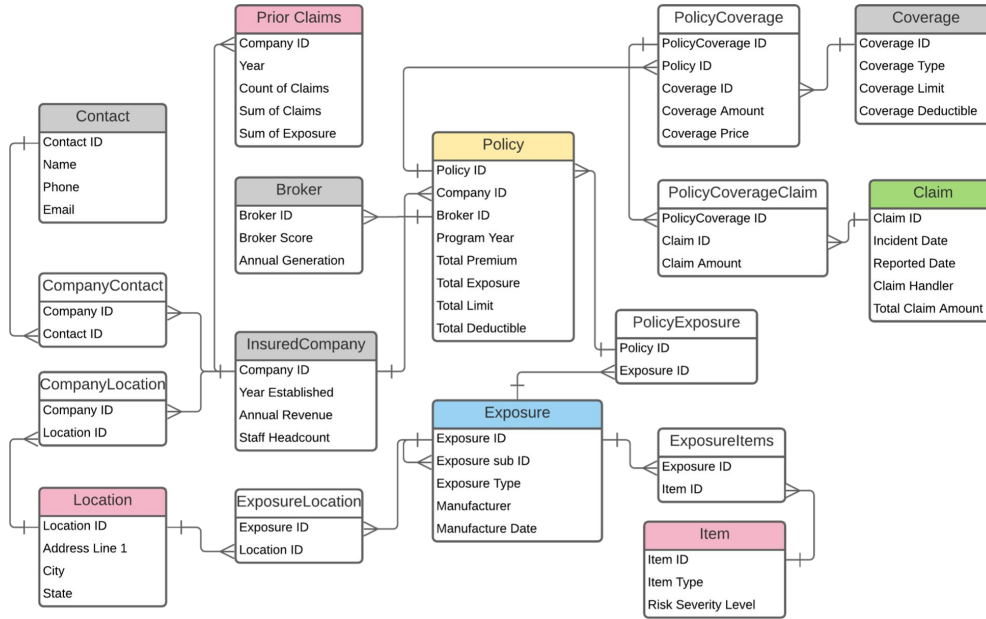 Prior Claims
Company ID
Year
Count of Claims
Sum of Claims
Sum of Exposure
PolicyCoverage
PolicyCoverage ID
Policy ID
Coverage ID
Coverage Amount
Coverage Price
Coverage
Coverage ID
Coverage Type
Coverage Limit
Coverage Deductible
Contact
Contact ID
Name
Phone
Email
Broker
Broker ID
Broker Score
Annual Generation
Policy
Policy ID
Company ID
Broker ID
Program Year
Total Premium
Total Exposure
Total Limit
Total Deductible
PolicyCoverageClaim
PolicyCoverage ID
Claim ID
Claim Amount
Claim
Claim ID
Incident Date
Reported Date
Claim Handler
Total Claim Amount
CompanyContact
Company ID
Contact ID
InsuredCompany
Company ID
Year Established
Annual Revenue
Staff Headcount
PolicyExposure
Policy ID
Exposure ID
CompanyLocation
Company ID
Location ID
Exposure
Exposure ID
Exposure sub ID
Exposure Type
Manufacturer
Manufacture Date
ExposureItems
Exposure ID
Item ID
Location
Location ID
Address Line 1
City
State
ExposureLocation
Exposure ID
Location ID
Item
Item ID
Item Type
Risk Severity Level